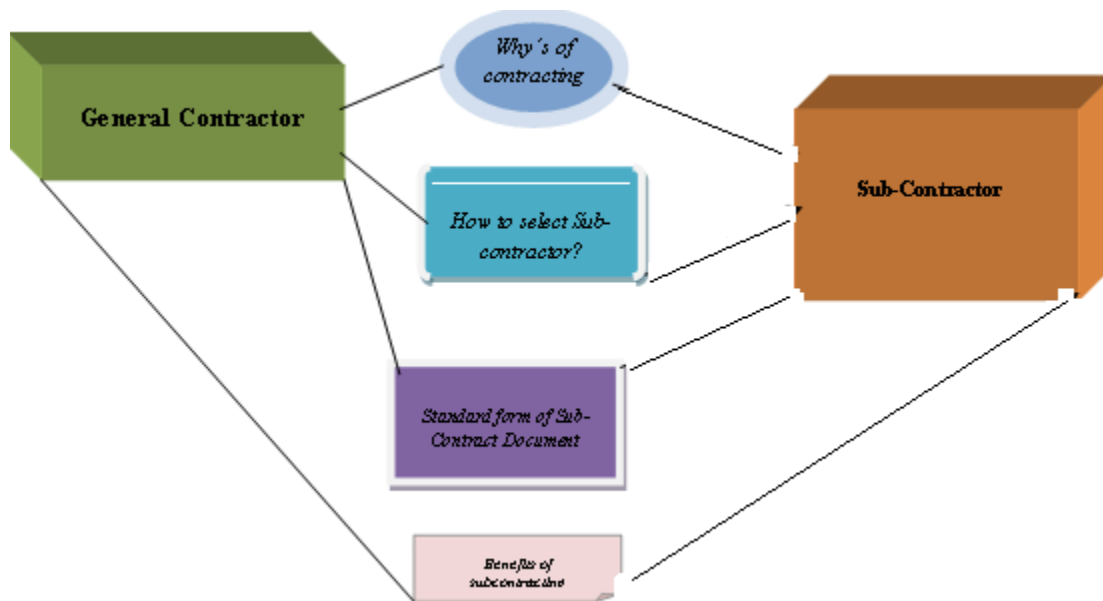 Why´s of
contracting
General Contractor
Sub-Contractor
How to select Sub-
contractor?
Standard form of Sub-
Contract Document
Benefits of
subcontracting